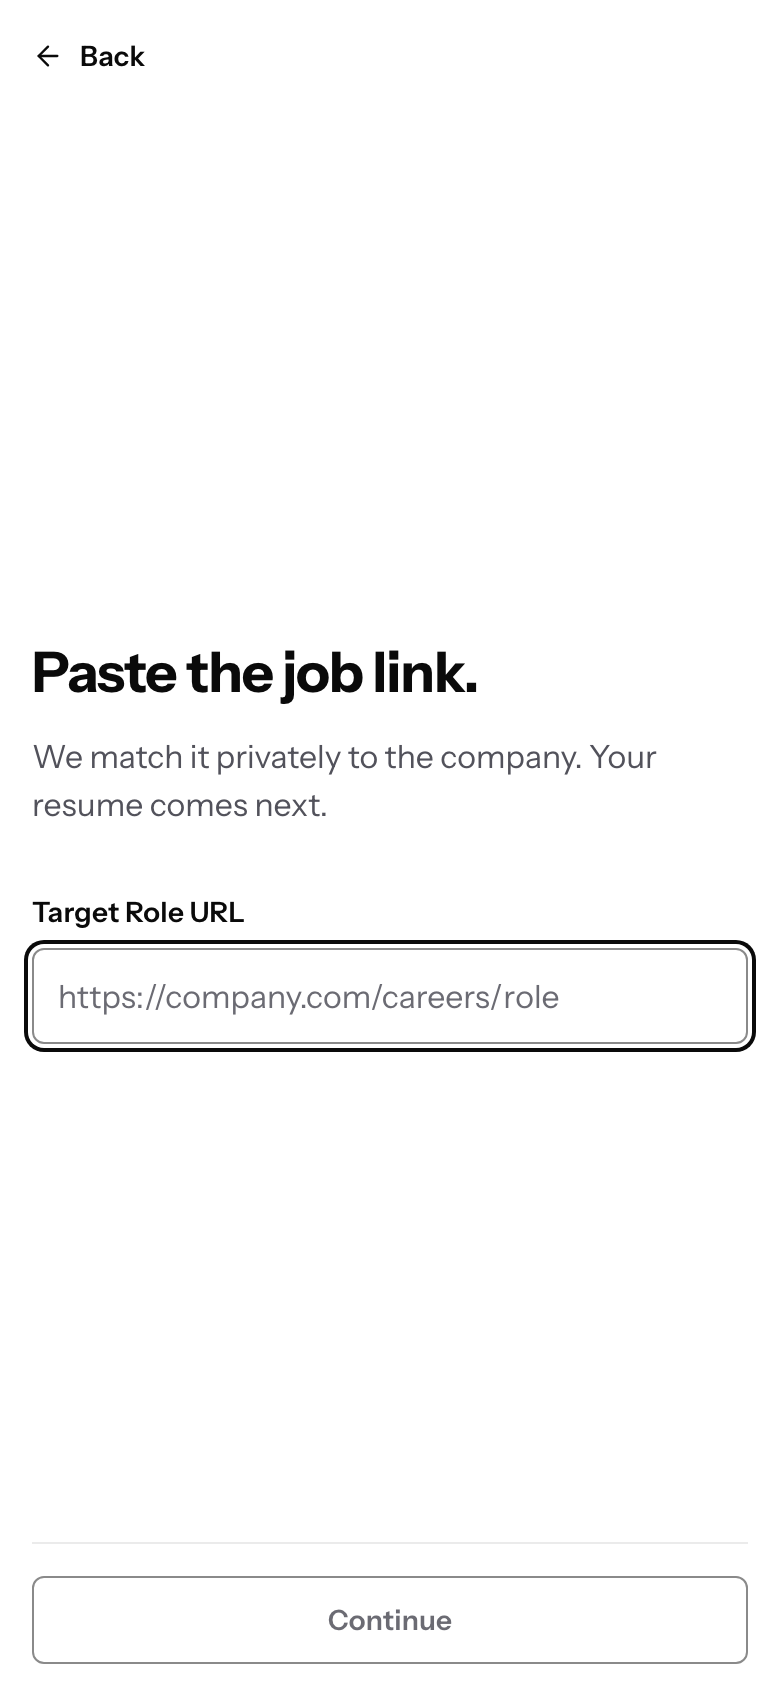 Back
Paste the job link.
We match it privately to the company. Your
resume comes next.
Target Role URL
https://company.com/careers/role
Continue